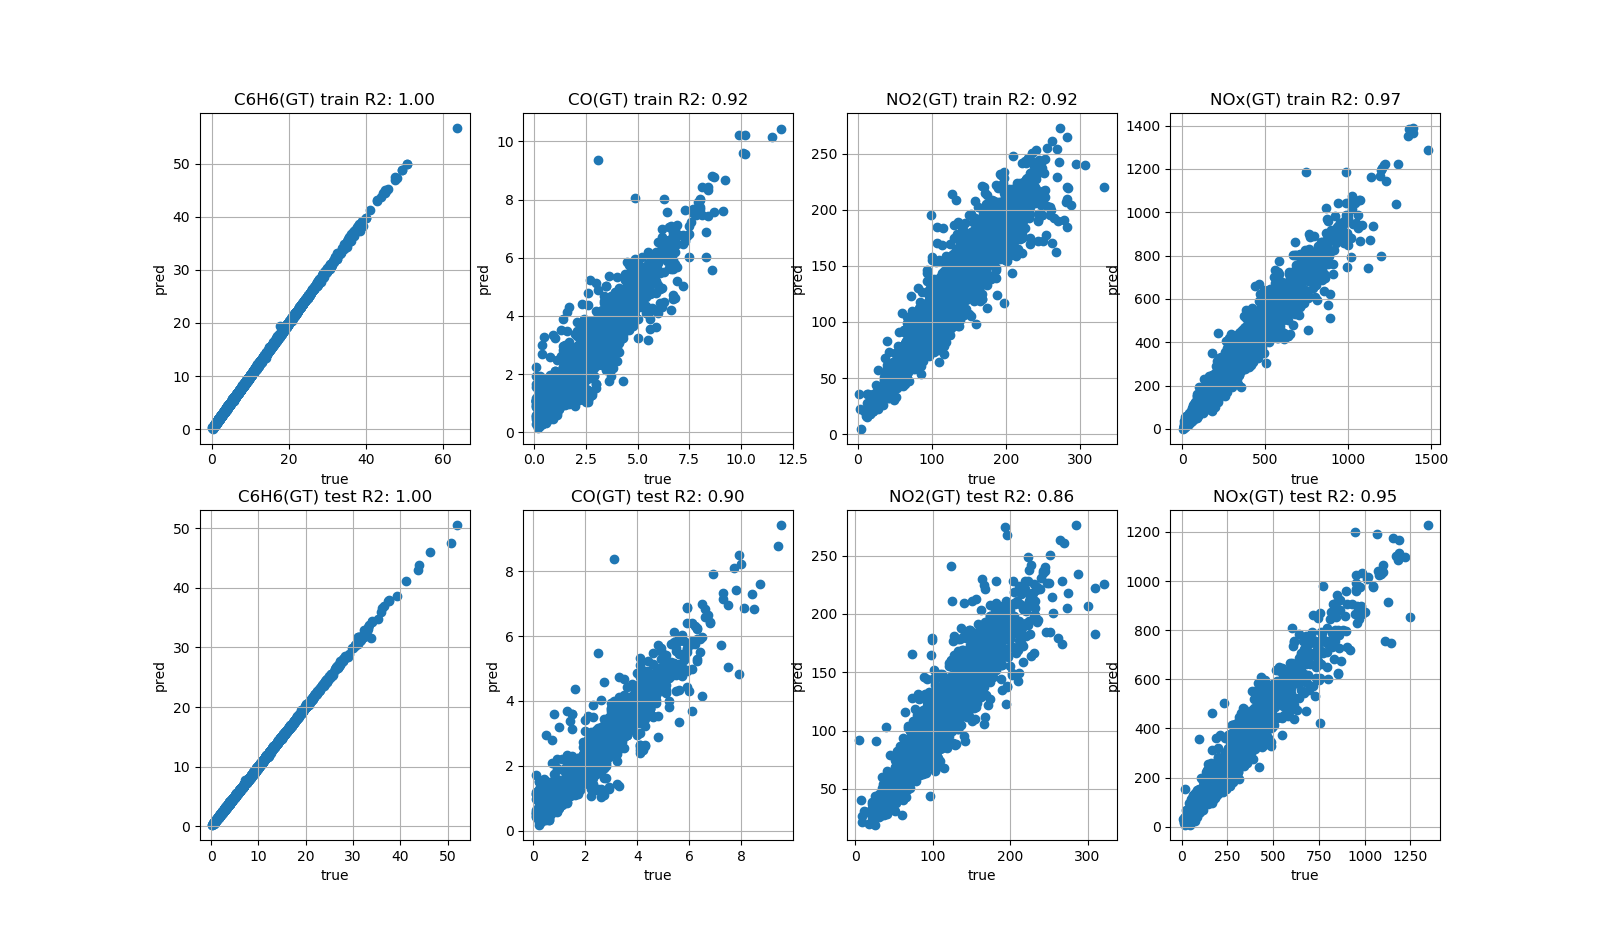 C6H6(GT) train R2: 1.00
CO(GT) train R2: 0.92
NO2(GT) train R2: 0.92
NOx(GT) train R2: 0.97
pred
50
40
30
20
10
0
0 20 40 60
true
pred
10
8
6
4
2
0
0.0 2.5 5.0 7.5 10.0 12.5
true
pred
250
200
150
100
50
0
0 100 200 300
true
pred
1400
1200
1000
800
600
400
200
0
0 500 1000 1500
true
C6H6(GT) test R2: 1.00
CO(GT) test R2: 0.90
NO2(GT) test R2: 0.86
NOx(GT) test R2: 0.95
pred
50
40
30
20
10
0
0 10 20 30 40 50
true
pred
8
6
4
2
0
0 2 4 6 8
true
pred
250
200
150
100
50
0 100 200 300
true
pred
1200
1000
800
600
400
200
0
0 250 500 750 1000 1250
true